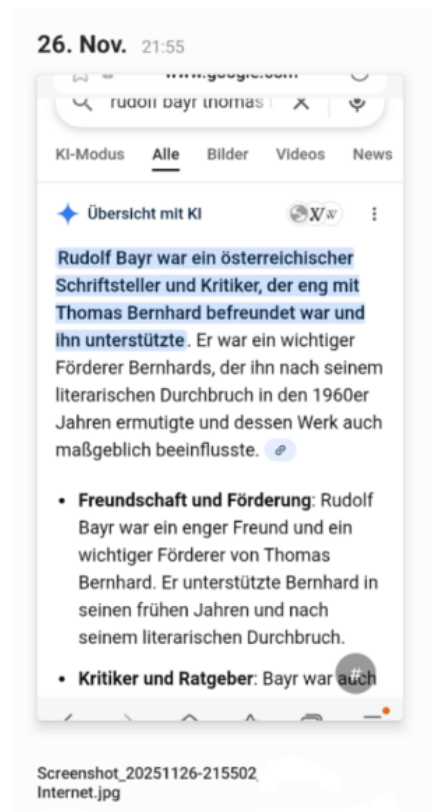 26. Nov. 21:55
www.google.com
rudolf bayr thomas
KI-Modus Alle Bilder Videos News
Übersicht mit KI
Rudolf Bayr war ein österreichischer
Schriftsteller und Kritiker, der eng mit
Thomas Bernhard befreundet war und
ihn unterstützte. Er war ein wichtiger
Förderer Bernhards, der ihn nach seinem
literarischen Durchbruch in den 1960er
Jahren ermutigte und dessen Werk auch
maßgeblich beeinflusste.
• Freundschaft und Förderung: Rudolf
Bayr war ein enger Freund und ein
wichtiger Förderer von Thomas
Bernhard. Er unterstützte Bernhard in
seinen frühen Jahren und nach
seinem literarischen Durchbruch.
• Kritiker und Ratgeber: Bayr war auch
#
Screenshot_20251126-215502
Internet.jpg